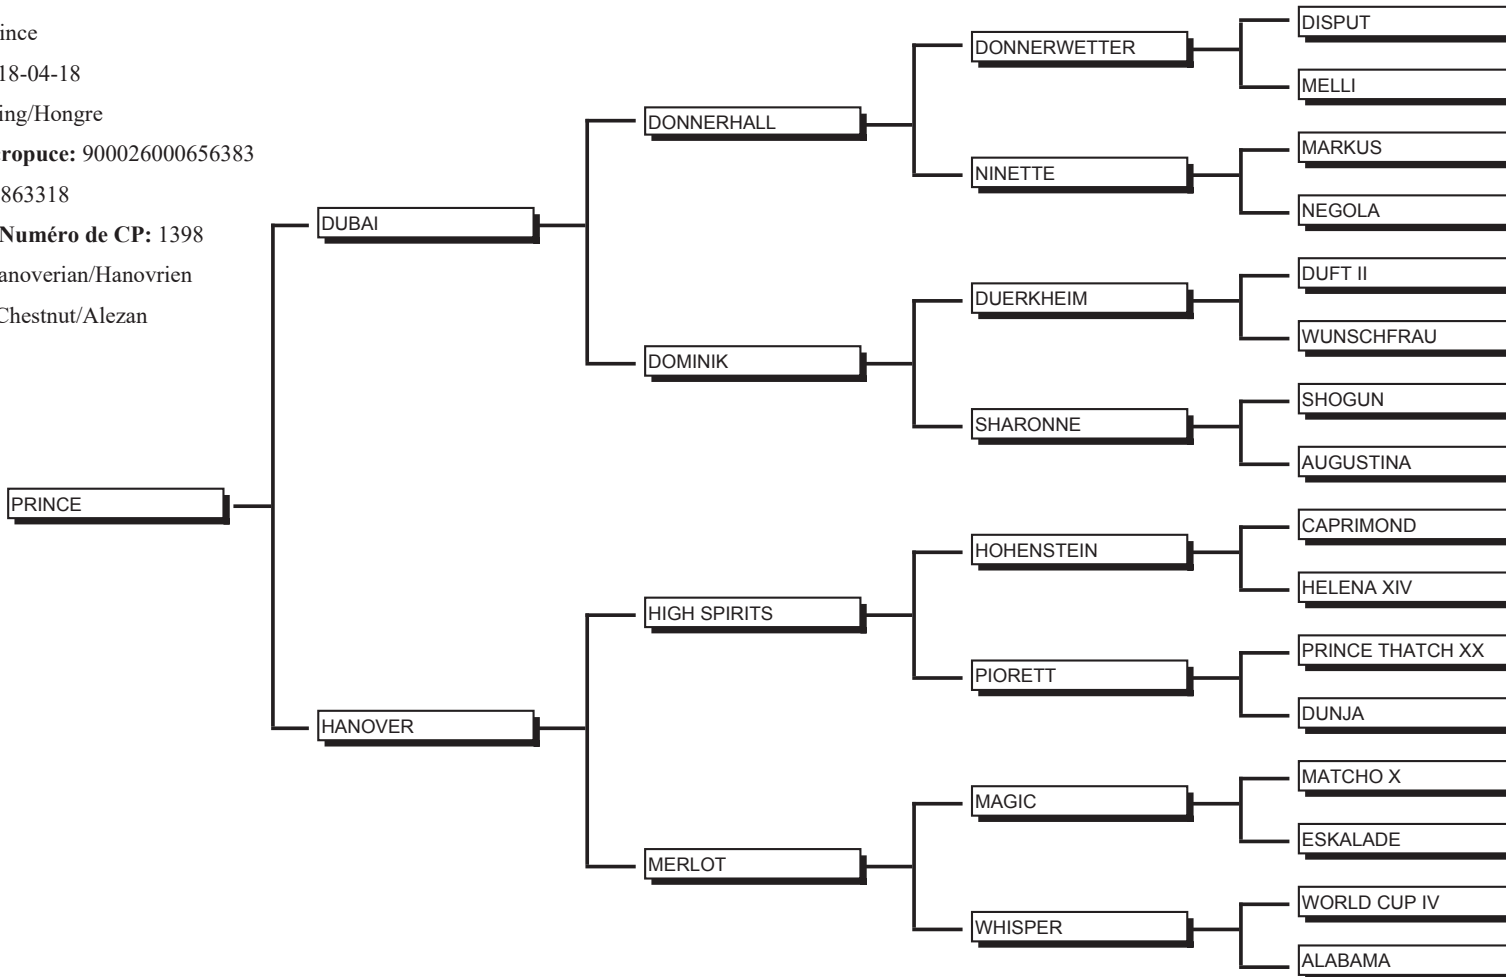 ince
18-04-18
ing/Hongre
ropuce: 900026000656383
863318
Numéro de CP: 1398
anoverian/Hanovrien
Chestnut/Alezan
PRINCE
DUBAI
HANOVER
DONNERHALL
DOMINIK
HIGH SPIRITS
MERLOT
DONNERWETTER
NINETTE
DUERKHEIM
SHARONNE
HOHENSTEIN
PIORETT
MAGIC
WHISPER
DISPUT
MELLI
MARKUS
NEGOLA
DUFT II
WUNSCHFRAU
SHOGUN
AUGUSTINA
CAPRIMOND
HELENA XIV
PRINCE THATCH XX
DUNJA
MATCHO X
ESKALADE
WORLD CUP IV
ALABAMA